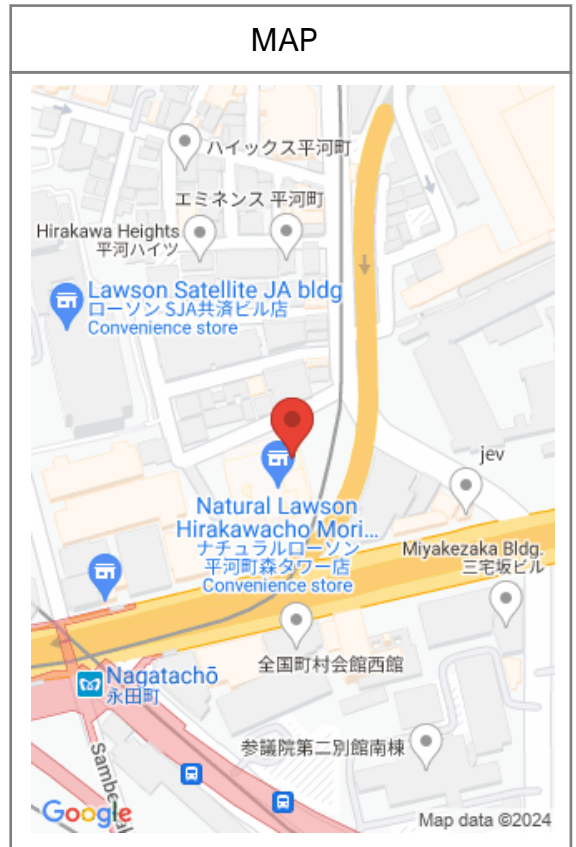 MAP
ハイックス平河町
エミネンス 平河町
Hirakawa Heights
平河ハイツ
Lawson Satellite JA bldg
ローソン SJA共済ビル店
Convenience store
jev
Natural Lawson
Hirakawacho Mori...
ナチュラルローソン
平河町森タワー店
Convenience store
Miyakezaka Bldg.
三宅坂ビル
全国町村会館西館
Nagatachō
永田町
参議院第二別館南棟
Google
Map data ©2024